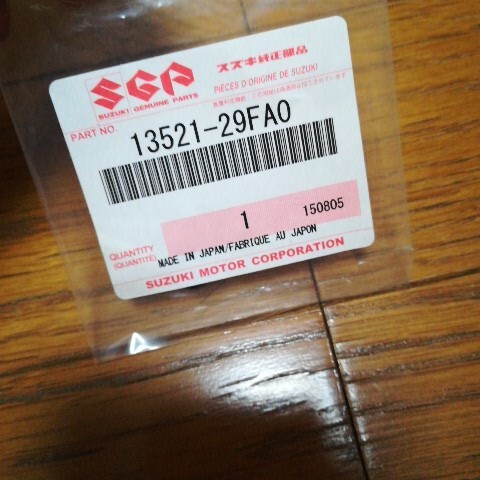 SGP
SUZUKI GENUINE PARTS
スズキ純正部品
PIÈCES D'ORIGINE DE SUZUKI
PART NO.
13521-29FA0
1
150805
QUANTITY
(QUANTITÉ)
MADE IN JAPAN/FABRIQUE AU JAPON
SUZUKI MOTOR CORPORATION